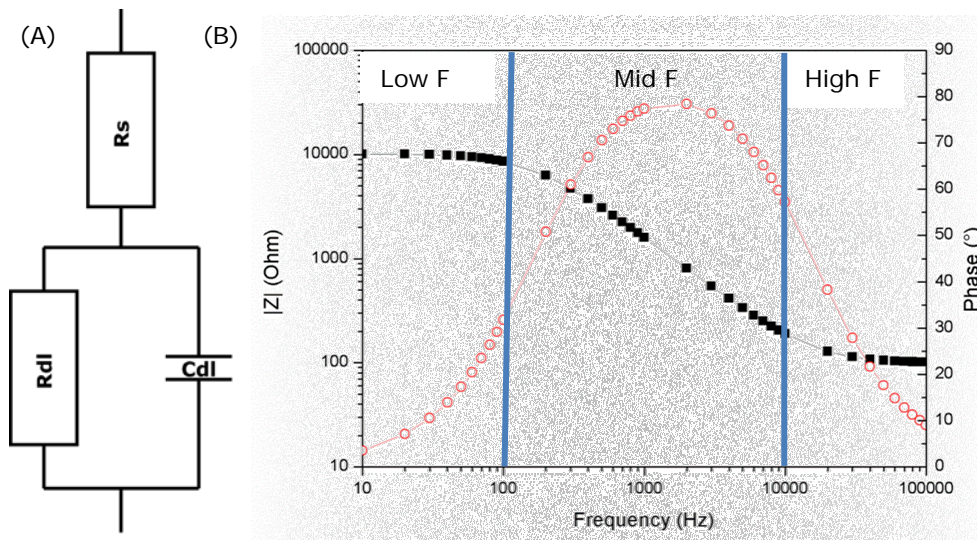 (A)
Rs
Rdl
Cdl
(B)
Low F
Mid F
High F
100000
10000
1000
100
10
|Z| (Ohm)
90
80
70
60
50
40
30
20
10
0
Phase (°)
10
100
1000
10000
100000
Frequency (Hz)